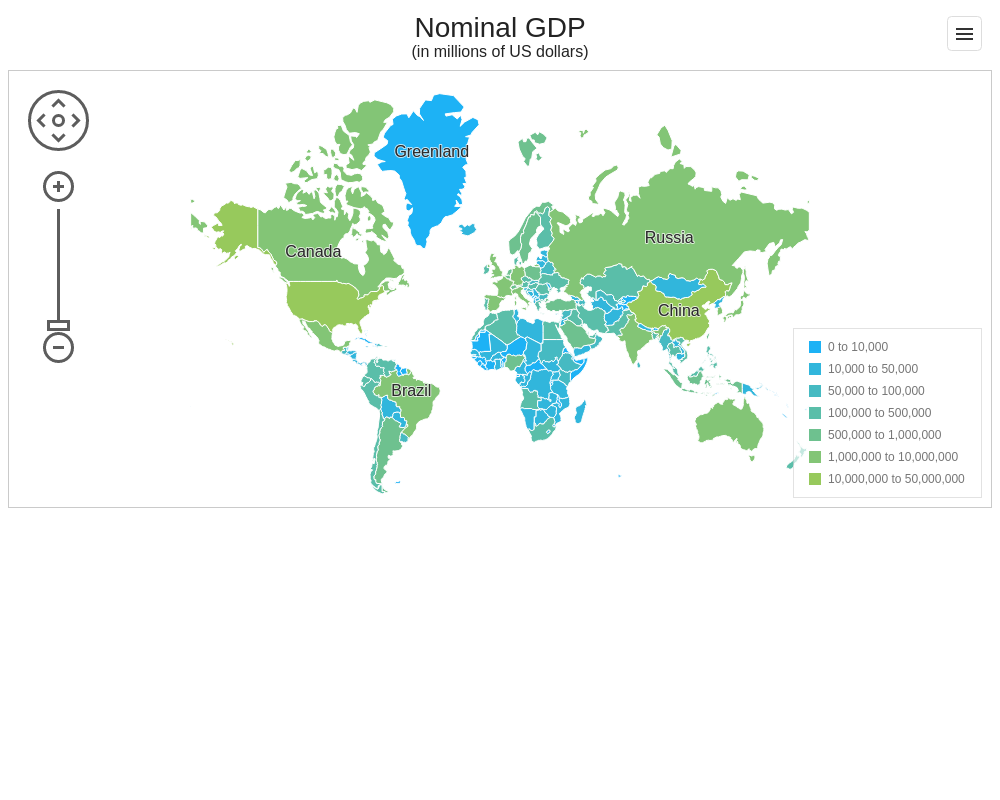 Nominal GDP
(in millions of US dollars)
Greenland
Canada
Russia
China
Brazil
0 to 10,000
10,000 to 50,000
50,000 to 100,000
100,000 to 500,000
500,000 to 1,000,000
1,000,000 to 10,000,000
10,000,000 to 50,000,000